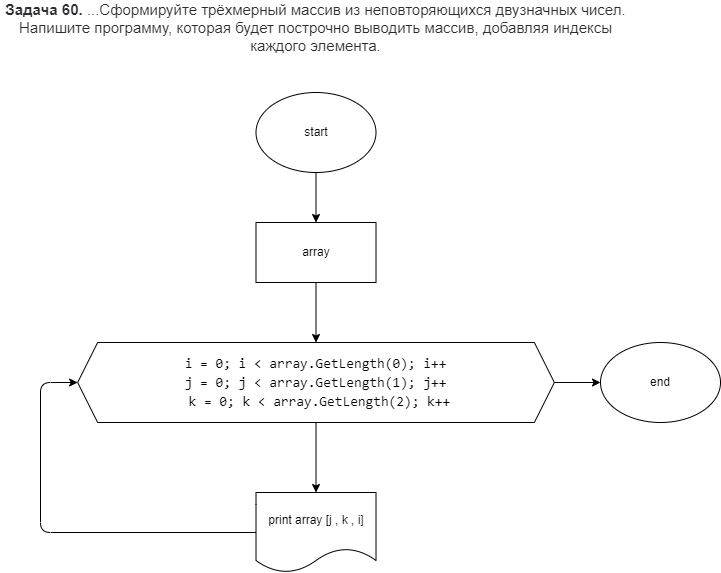 Задача 60. ...Сформируйте трёхмерный массив из неповторяющихся двузначных чисел.
Напишите программу, которая будет построчно выводить массив, добавляя индексы
каждого элемента.
start
array
i = 0; i < array.GetLength(0); i++
j = 0; j < array.GetLength(1); j++
k = 0; k < array.GetLength(2); k++
end
print array [j , k , i]